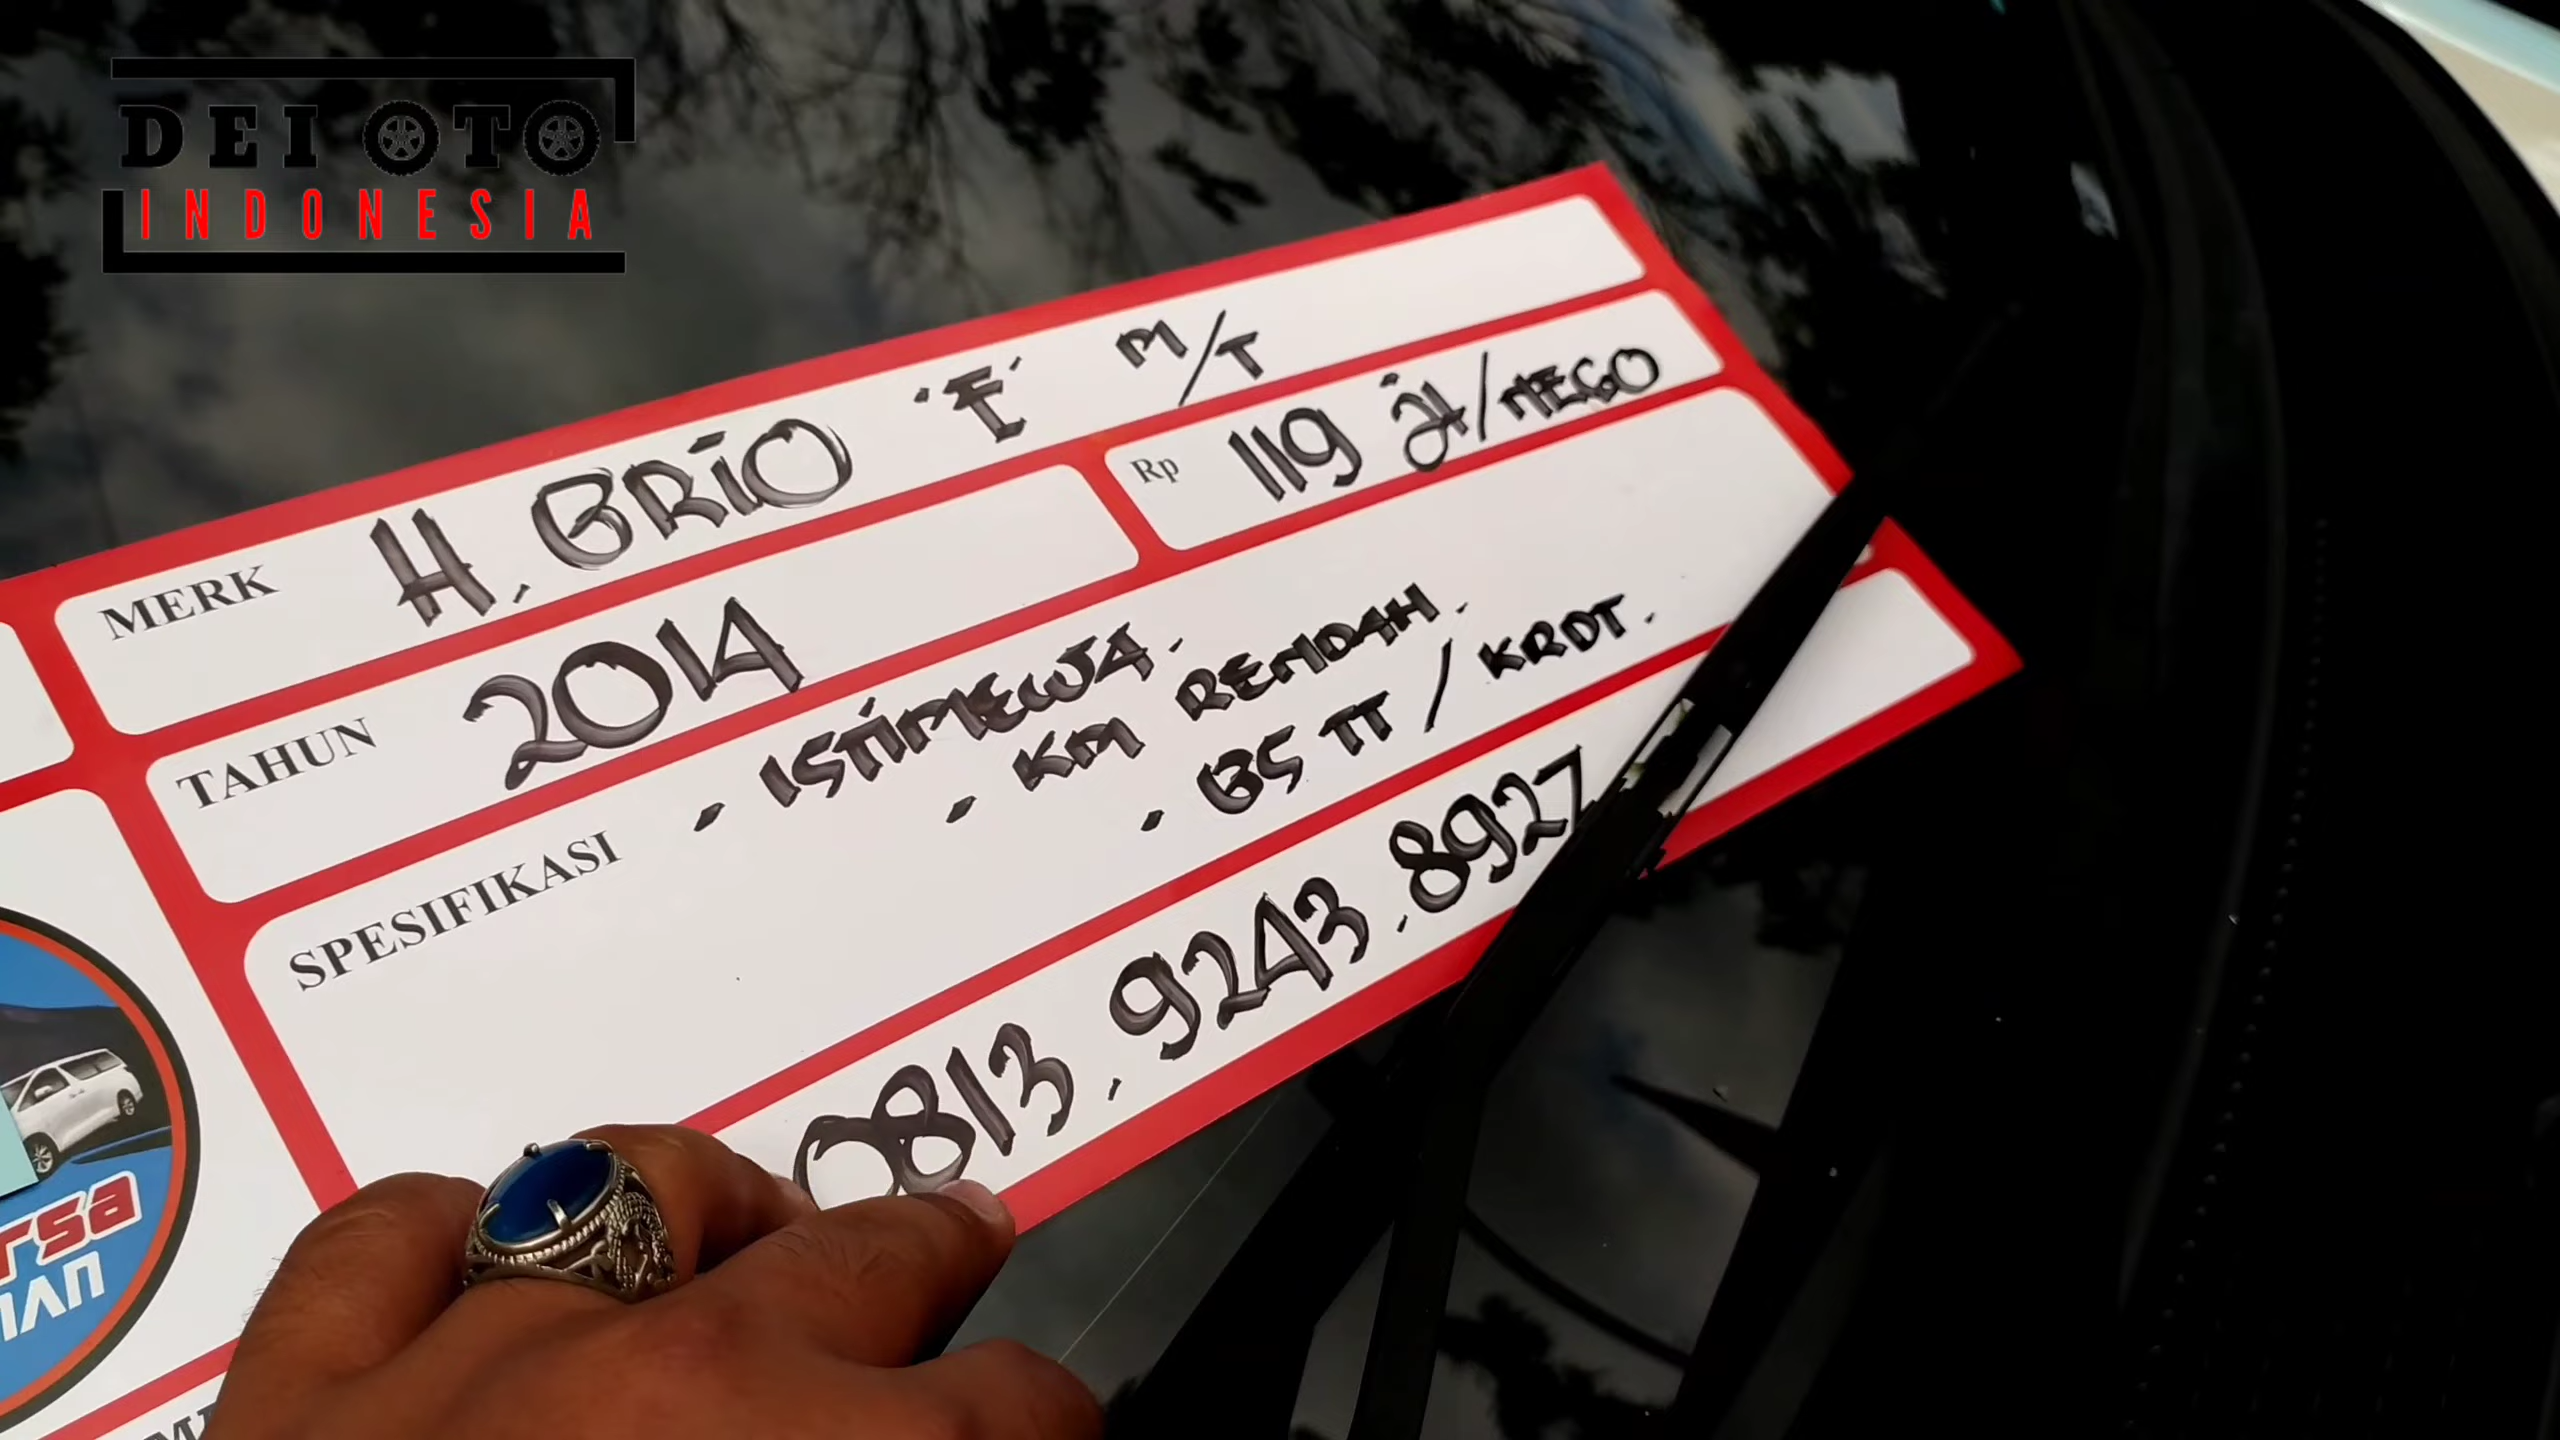 DEI OTO
INDONESIA
MERK H. BRIO 'E' M/T
TAHUN 2014
Rp 119 jt/NEGO
SPESIFIKASI
- ISTIMEWA.
- KM RENDAH.
- BS TT / KRDT.
0813.9243.8927